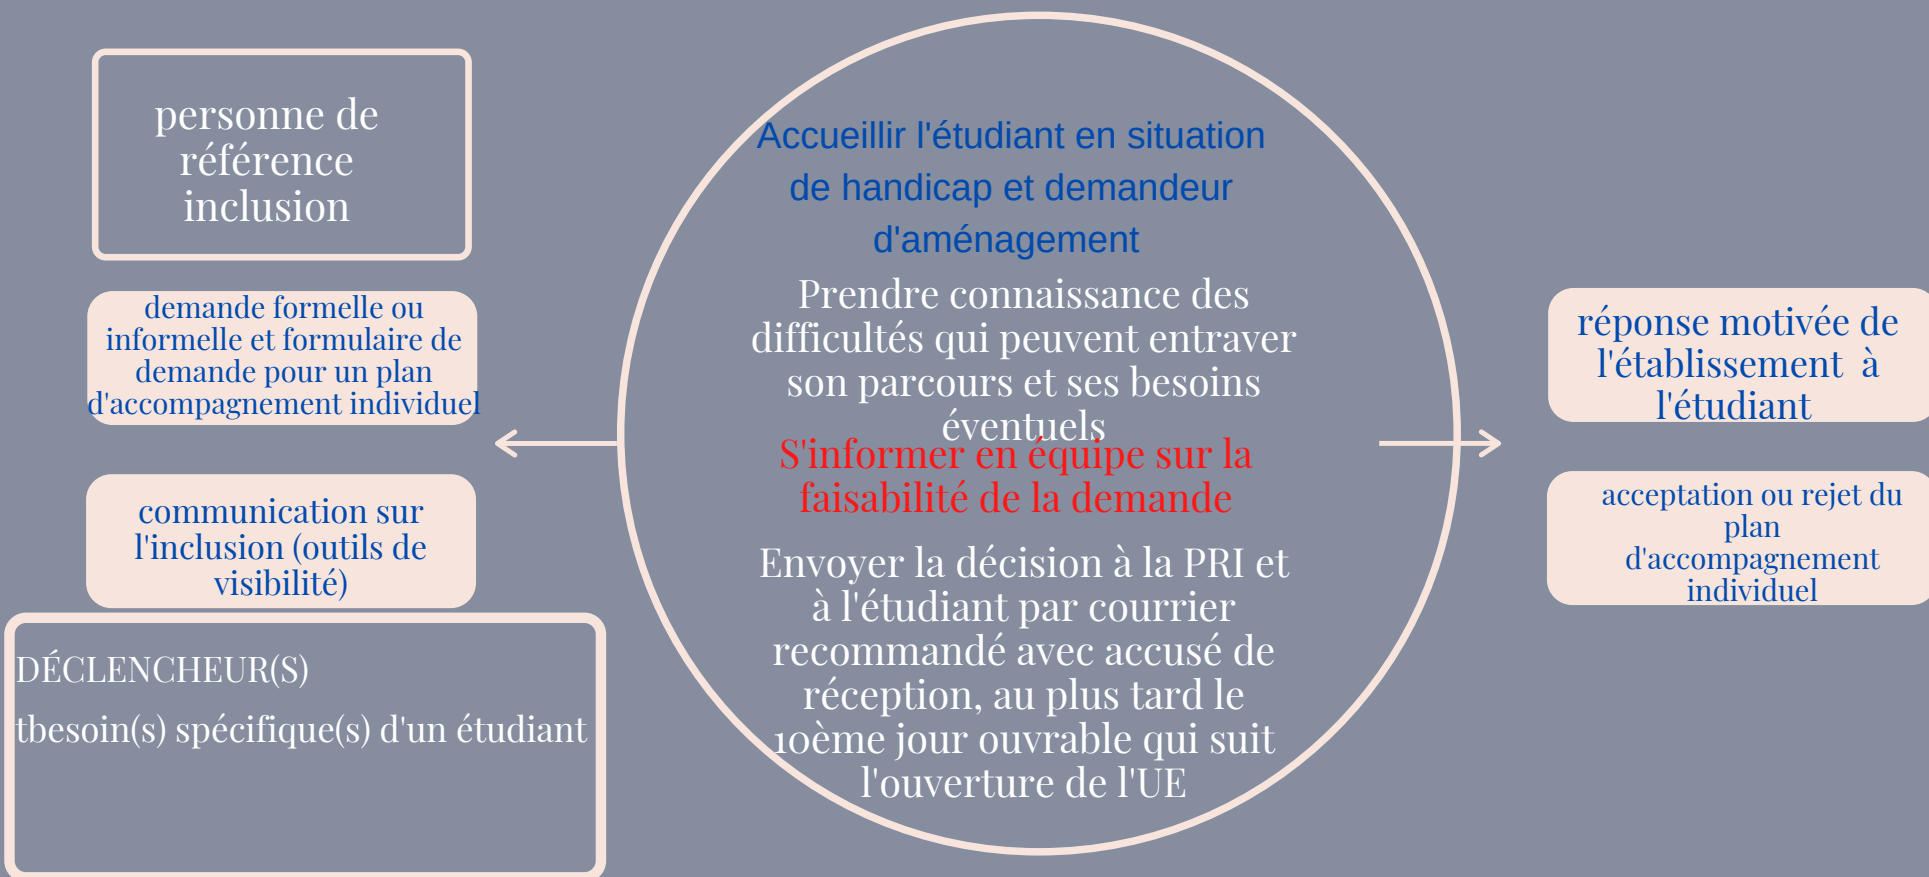 personne de
référence
inclusion
demande formelle ou
informelle et formulaire de
demande pour un plan
d'accompagnement individuel
communication sur
l'inclusion (outils de
visibilité)
DÉCLENCHEUR(S)
tbesoin(s) spécifique(s) d'un étudiant
Accueillir l'étudiant en situation
de handicap et demandeur
d'aménagement
Prendre connaissance des
difficultés qui peuvent entraver
son parcours et ses besoins
éventuels
S'informer en équipe sur la
faisabilité de la demande
Envoyer la décision à la PRI et
à l'étudiant par courrier
recommandé avec accusé de
réception, au plus tard le
10ème jour ouvrable qui suit
l'ouverture de l'UE
réponse motivée de
l'établissement à
l'étudiant
acceptation ou rejet du
plan
d'accompagnement
individuel